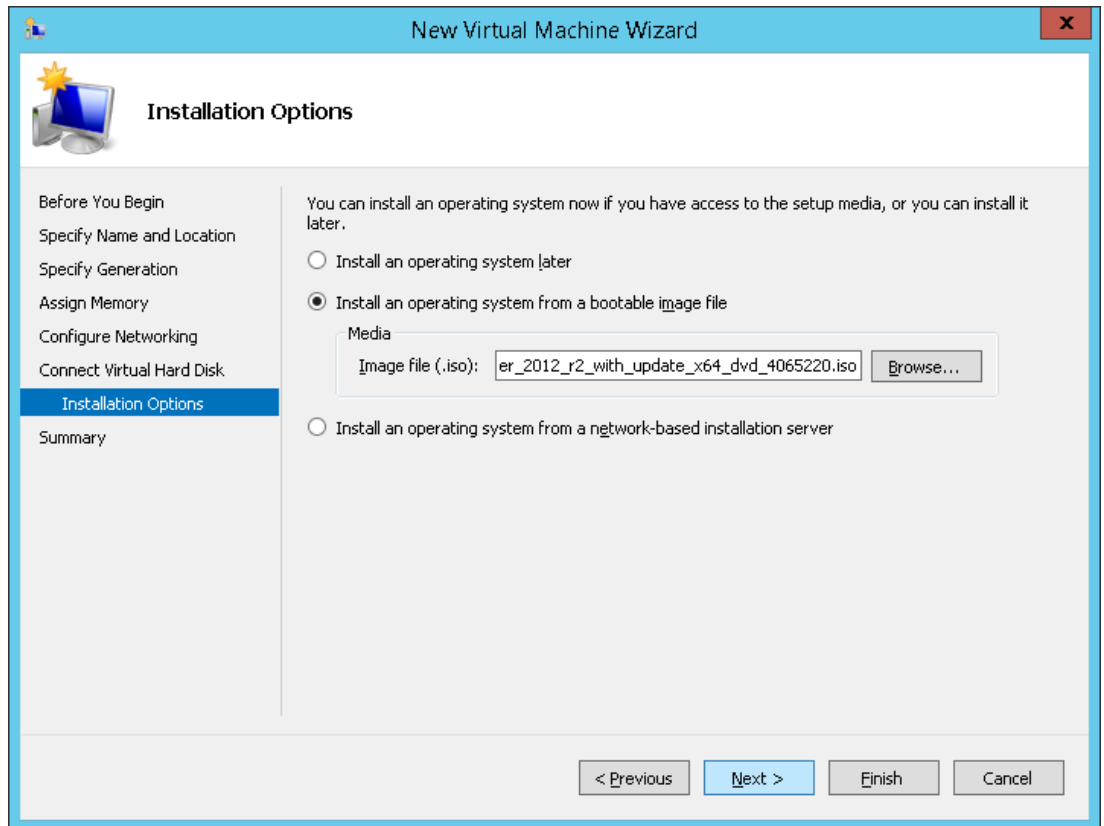 New Virtual Machine Wizard
x
Installation Options
Before You Begin
Specify Name and Location
Specify Generation
Assign Memory
Configure Networking
Connect Virtual Hard Disk
Installation Options
Summary
You can install an operating system now if you have access to the setup media, or you can install it
later.
Install an operating system later
Install an operating system from a bootable image file
Media
Image file (.iso): er_2012_r2_with_update_x64_dvd_4065220.iso Browse...
Install an operating system from a network-based installation server
< Previous Next > Finish Cancel